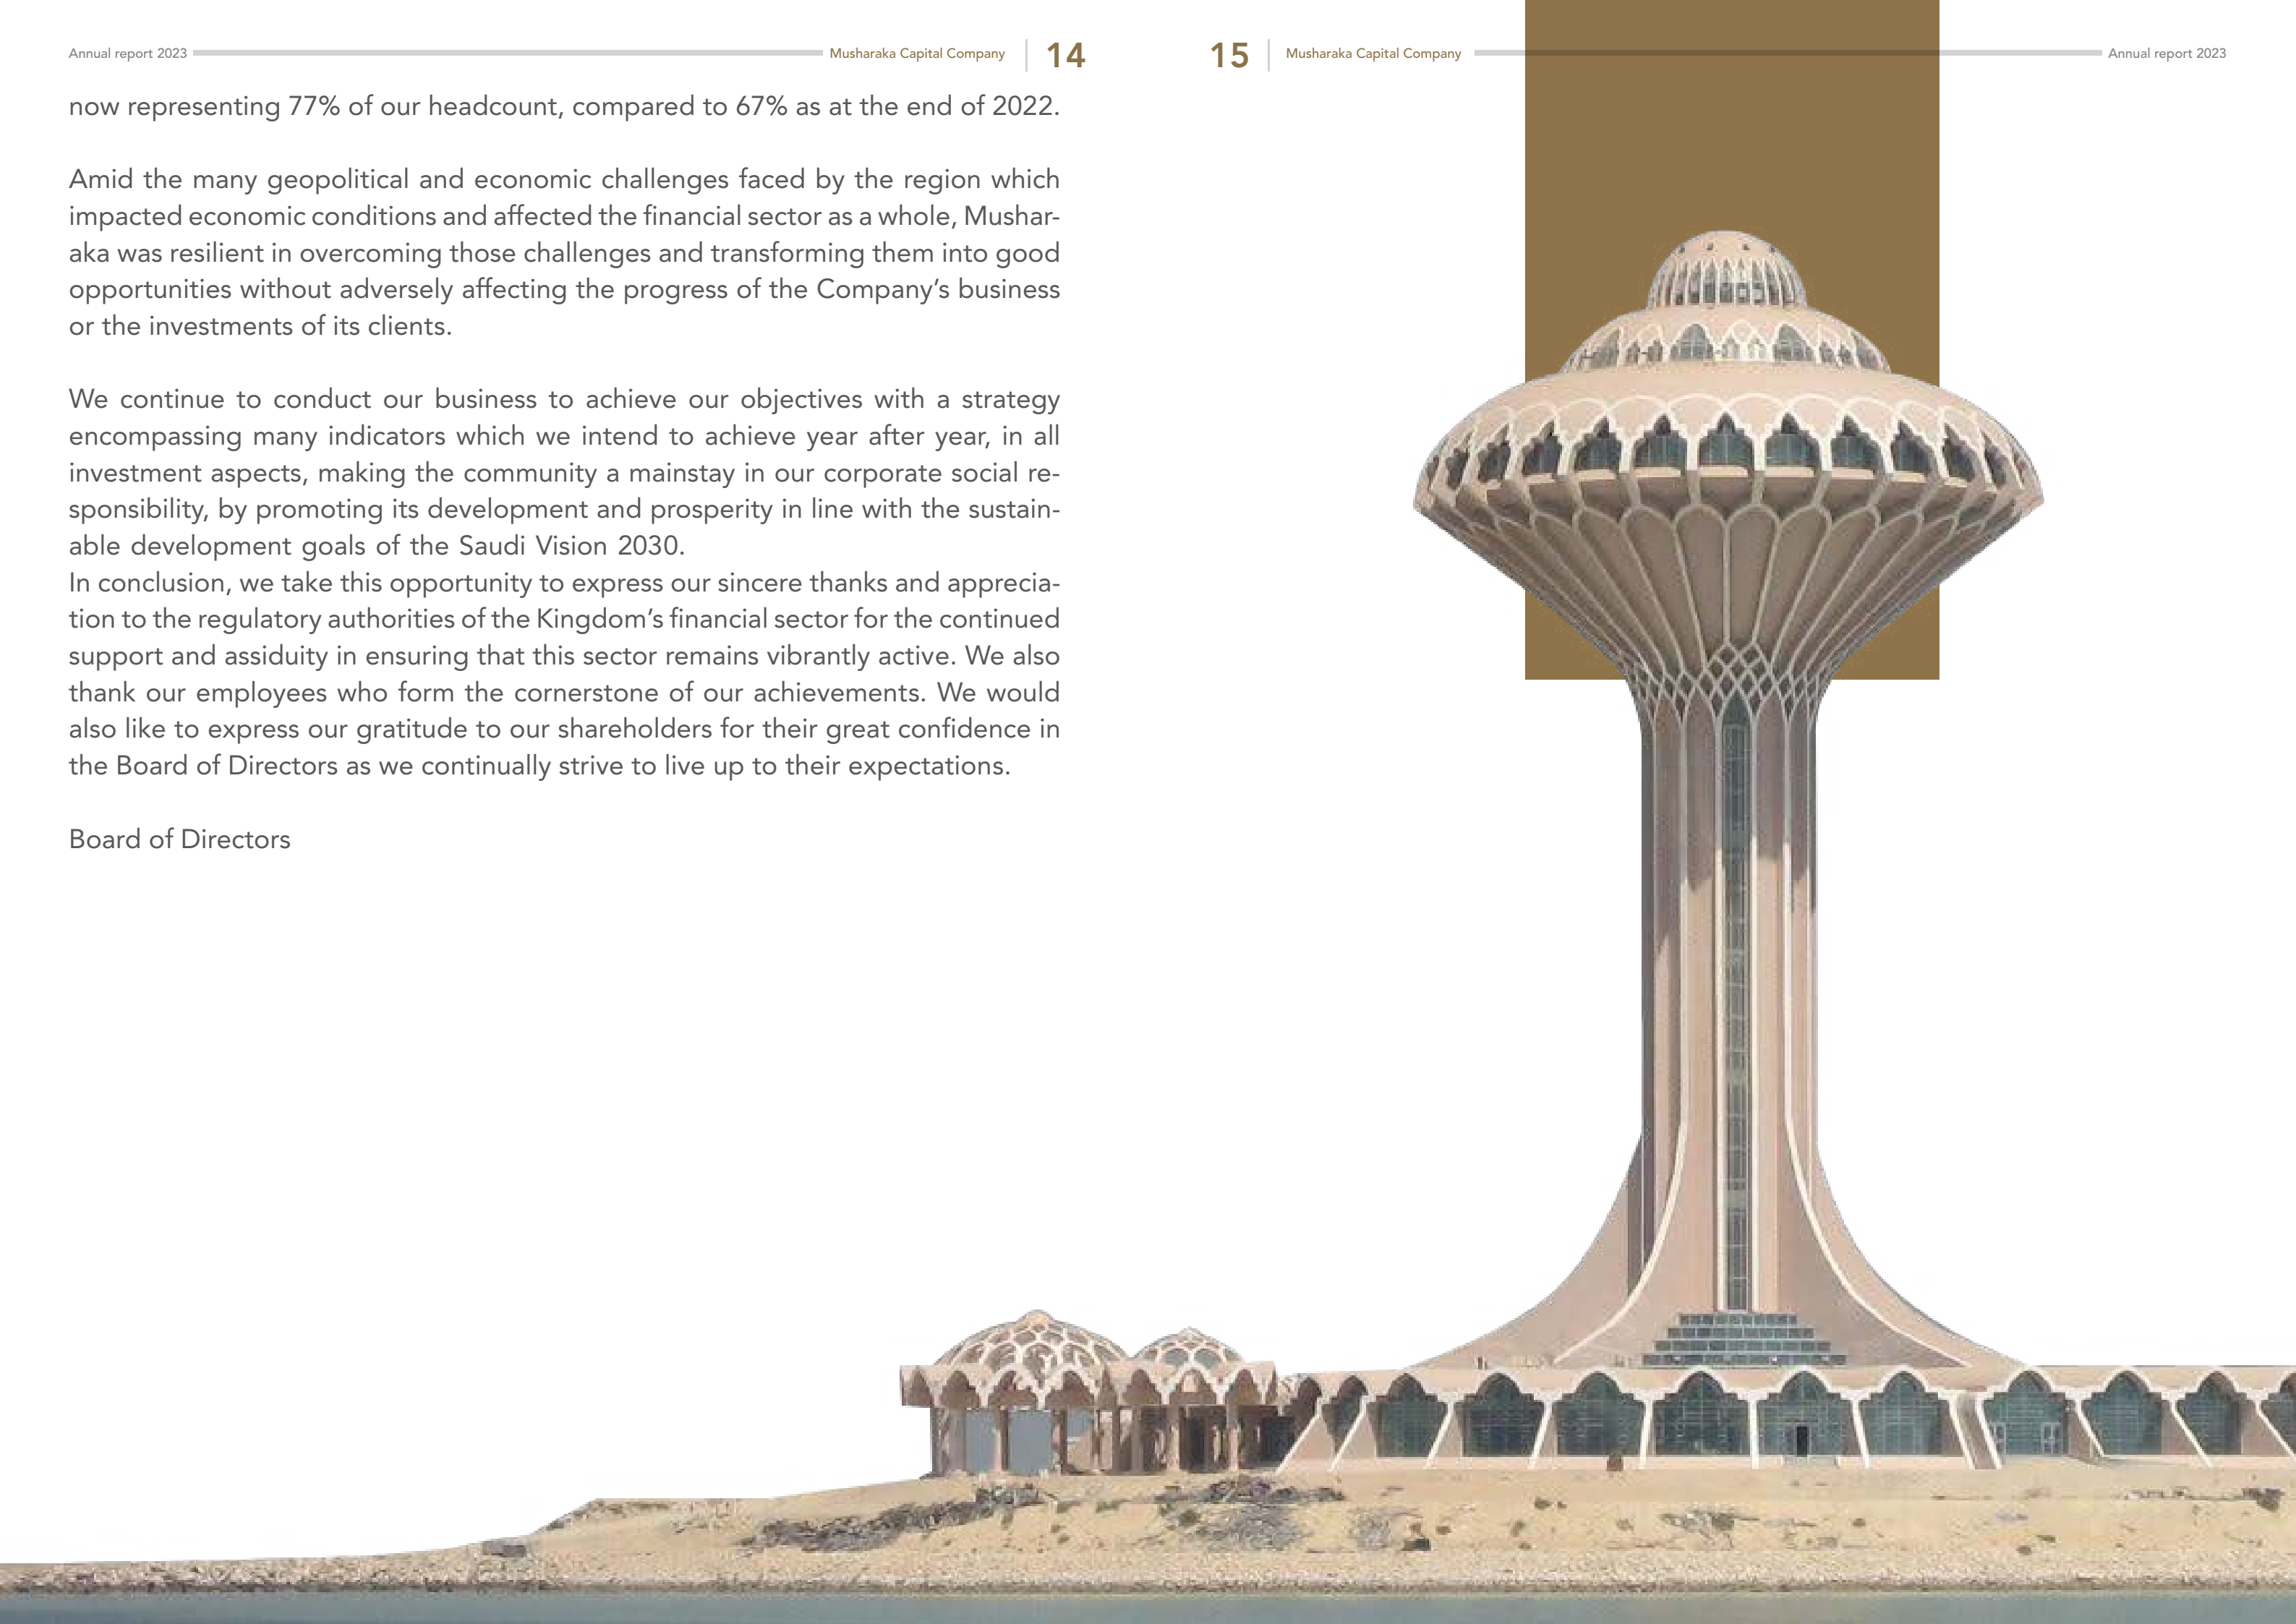 Annual report 2023
Musharaka Capital Company
14
now representing 77% of our headcount, compared to 67% as at the end of 2022.
Amid the many geopolitical and economic challenges faced by the region which
impacted economic conditions and affected the financial sector as a whole, Mushar-
aka was resilient in overcoming those challenges and transforming them into good
opportunities without adversely affecting the progress of the Company’s business
or the investments of its clients.
We continue to conduct our business to achieve our objectives with a strategy
encompassing many indicators which we intend to achieve year after year, in all
investment aspects, making the community a mainstay in our corporate social re-
sponsibility, by promoting its development and prosperity in line with the sustain-
able development goals of the Saudi Vision 2030.
In conclusion, we take this opportunity to express our sincere thanks and apprecia-
tion to the regulatory authorities of the Kingdom’s financial sector for the continued
support and assiduity in ensuring that this sector remains vibrantly active. We also
thank our employees who form the cornerstone of our achievements. We would
also like to express our gratitude to our shareholders for their great confidence in
the Board of Directors as we continually strive to live up to their expectations.
Board of Directors
15
Musharaka Capital Company
Annual report 2023